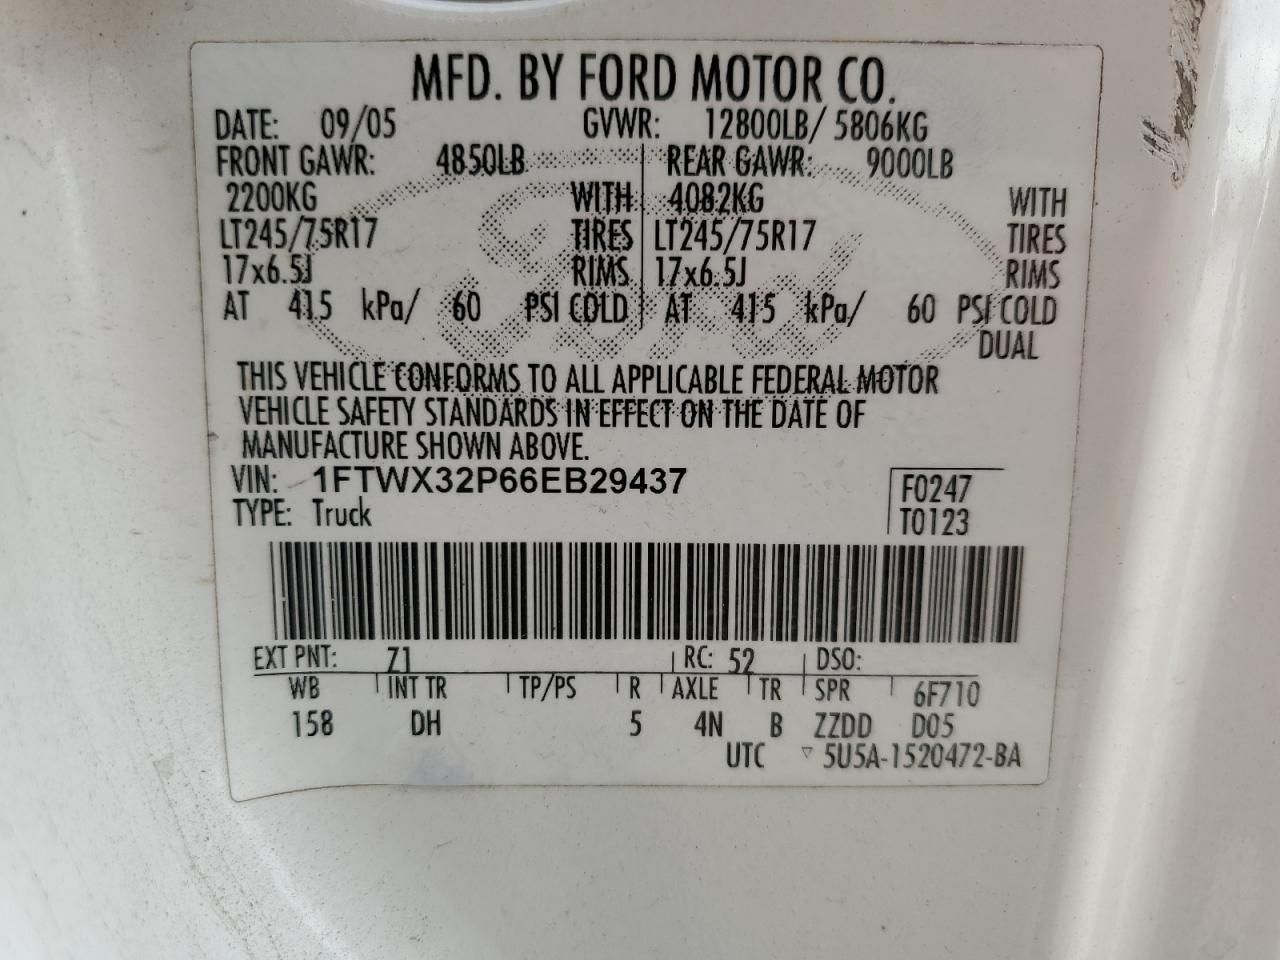 MFD. BY FORD MOTOR CO.
DATE: 09/05 GVWR: 12800LB/ 5806KG
FRONT GAWR: 4850LB REAR GAWR: 9000LB
2200KG WITH 4082KG WITH
LT245/75R17 TIRES LT245/75R17 TIRES
17x6.5J RIMS 17x6.5J RIMS
AT 415 kPa/ 60 PSI COLD AT 415 kPa/ 60 PSI COLD
DUAL
Ford
THIS VEHICLE CONFORMS TO ALL APPLICABLE FEDERAL MOTOR
VEHICLE SAFETY STANDARDS IN EFFECT ON THE DATE OF
MANUFACTURE SHOWN ABOVE.
VIN: 1FTWX32P66EB29437 F0247
TYPE: Truck T0123
EXT PNT: Z1 RC: 52 DSO:
WB INT TR TP/PS R AXLE TR SPR 6F710
158 DH 5 4N B ZZDD D05
UTC ▽ 5U5A-1520472-BA